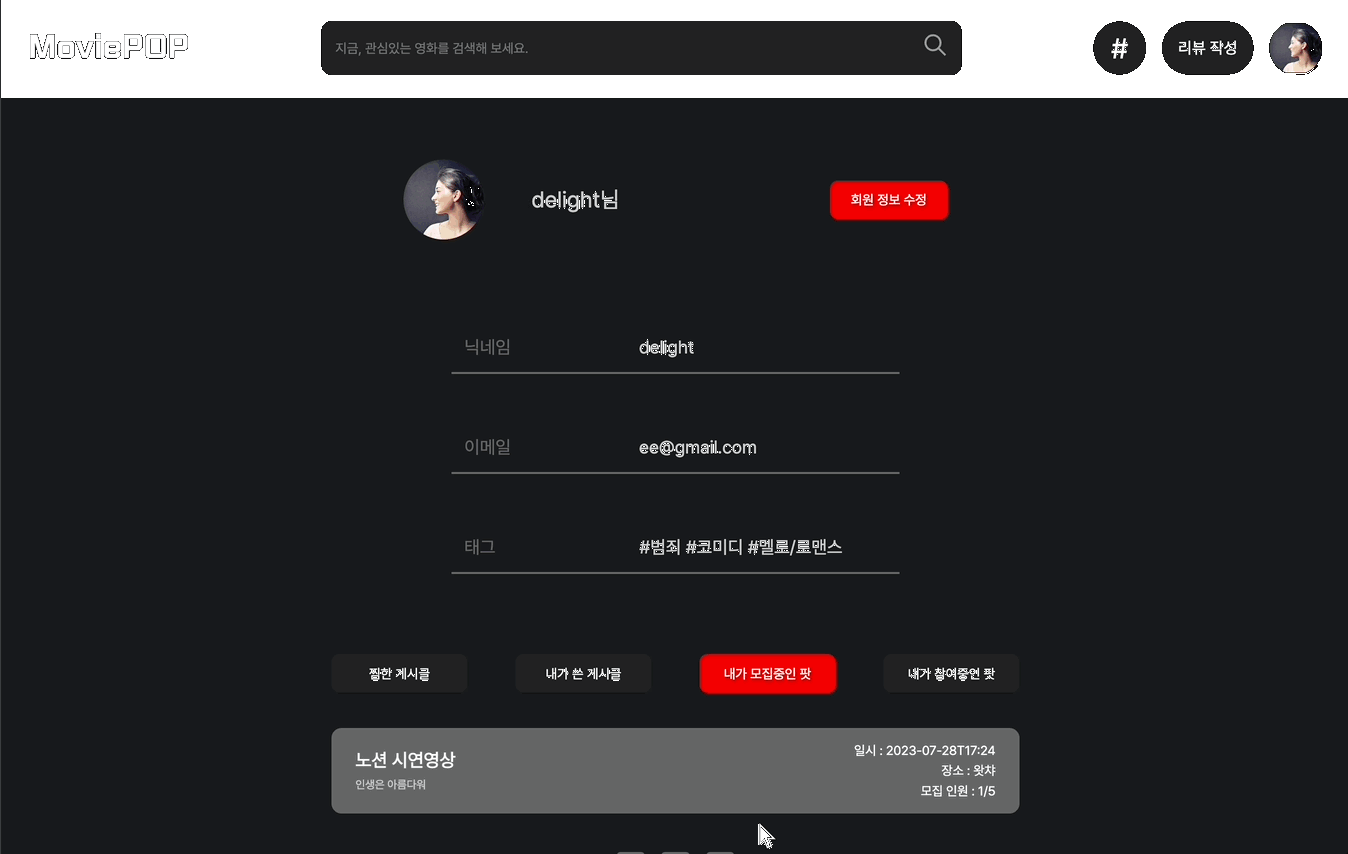 MoviePOP
지금, 관심있는 영화를 검색해 보세요.
#
리뷰 작성
delight님
회원 정보 수정
닉네임 delight
이메일 ee@gmail.com
태그 #범죄 #코미디 #멜로/로맨스
찜한 게시글 내가 쓴 게시글 내가 모집중인 팟 내가 참여중인 팟
노션 시연영상
인생은 아름다워
일시 : 2023-07-28T17:24
장소 : 왓챠
모집 인원 : 1/5